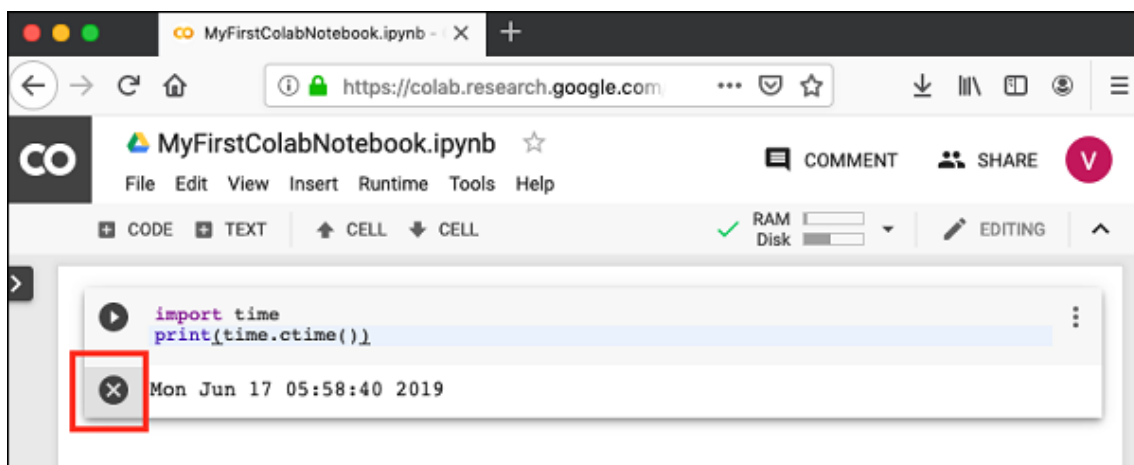 MyFirstColabNotebook.ipynb -
https://colab.research.google.com
CO
MyFirstColabNotebook.ipynb
COMMENT
SHARE
V
File Edit View Insert Runtime Tools Help
CODE TEXT CELL CELL
RAM
Disk
EDITING
import time
print(time.ctime())
Mon Jun 17 05:58:40 2019